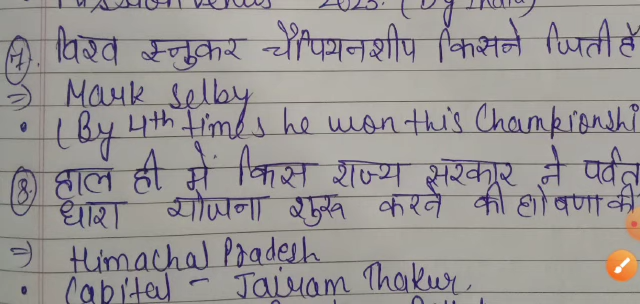 2023. (by India)
7. विश्व स्नुकर चैंपियनशीप किसने जिती है
⇒ Mark Selby
• (By 4th times he won this Championshi
8. हाल ही में किस राज्य सरकार ने पर्वत
धारा योजना शुरू करने की घोषणा की
⇒ Himachal Pradesh
• Capital - Jairam Thakur,